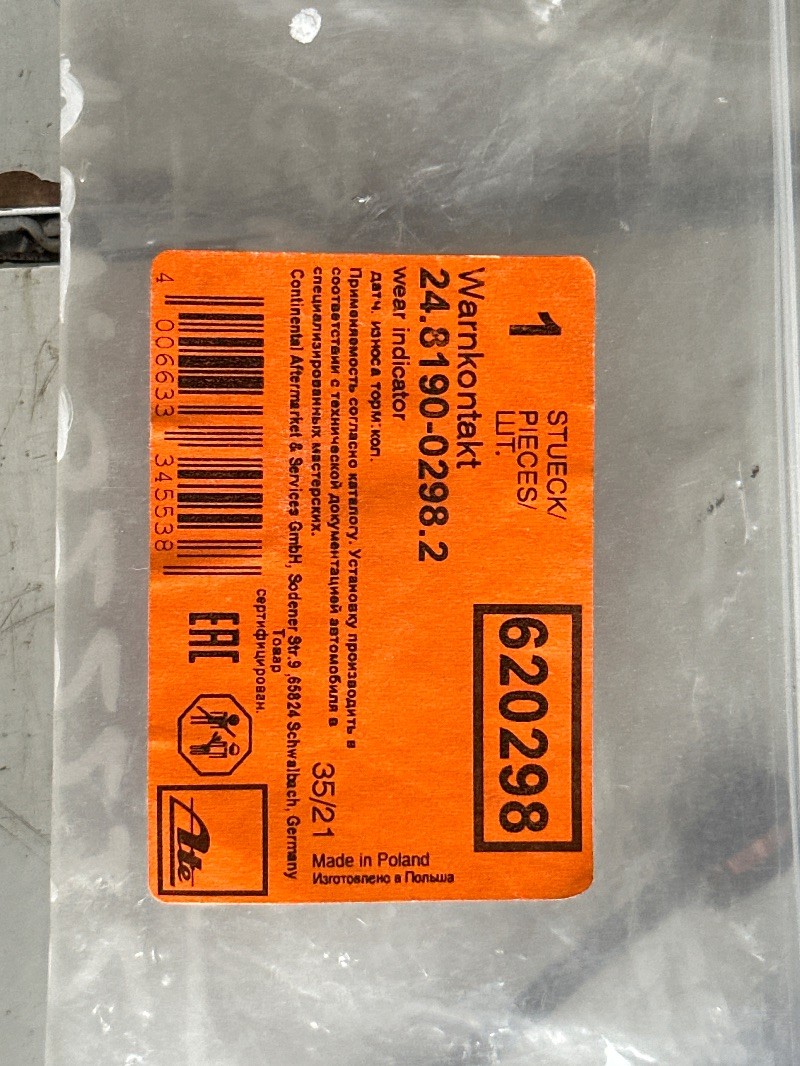 1
STUECK/
PIECES/
ШТ.
620298
Warnkontakt
24.8190-0298.2
wear indicator
датч. износа торм.кол.
Применяемость согласно каталогу. Установку производить в
соответствии с технической документацией автомобиля в
специализированных мастерских.
35/21
Made in Poland
Изготовлено в Польша
Continental Aftermarket & Services GmbH, Sodener Str.9 ,65824 Schwalbach, Germany
4 006633 345538
Товар
сертифицирован.
EAC
Ate